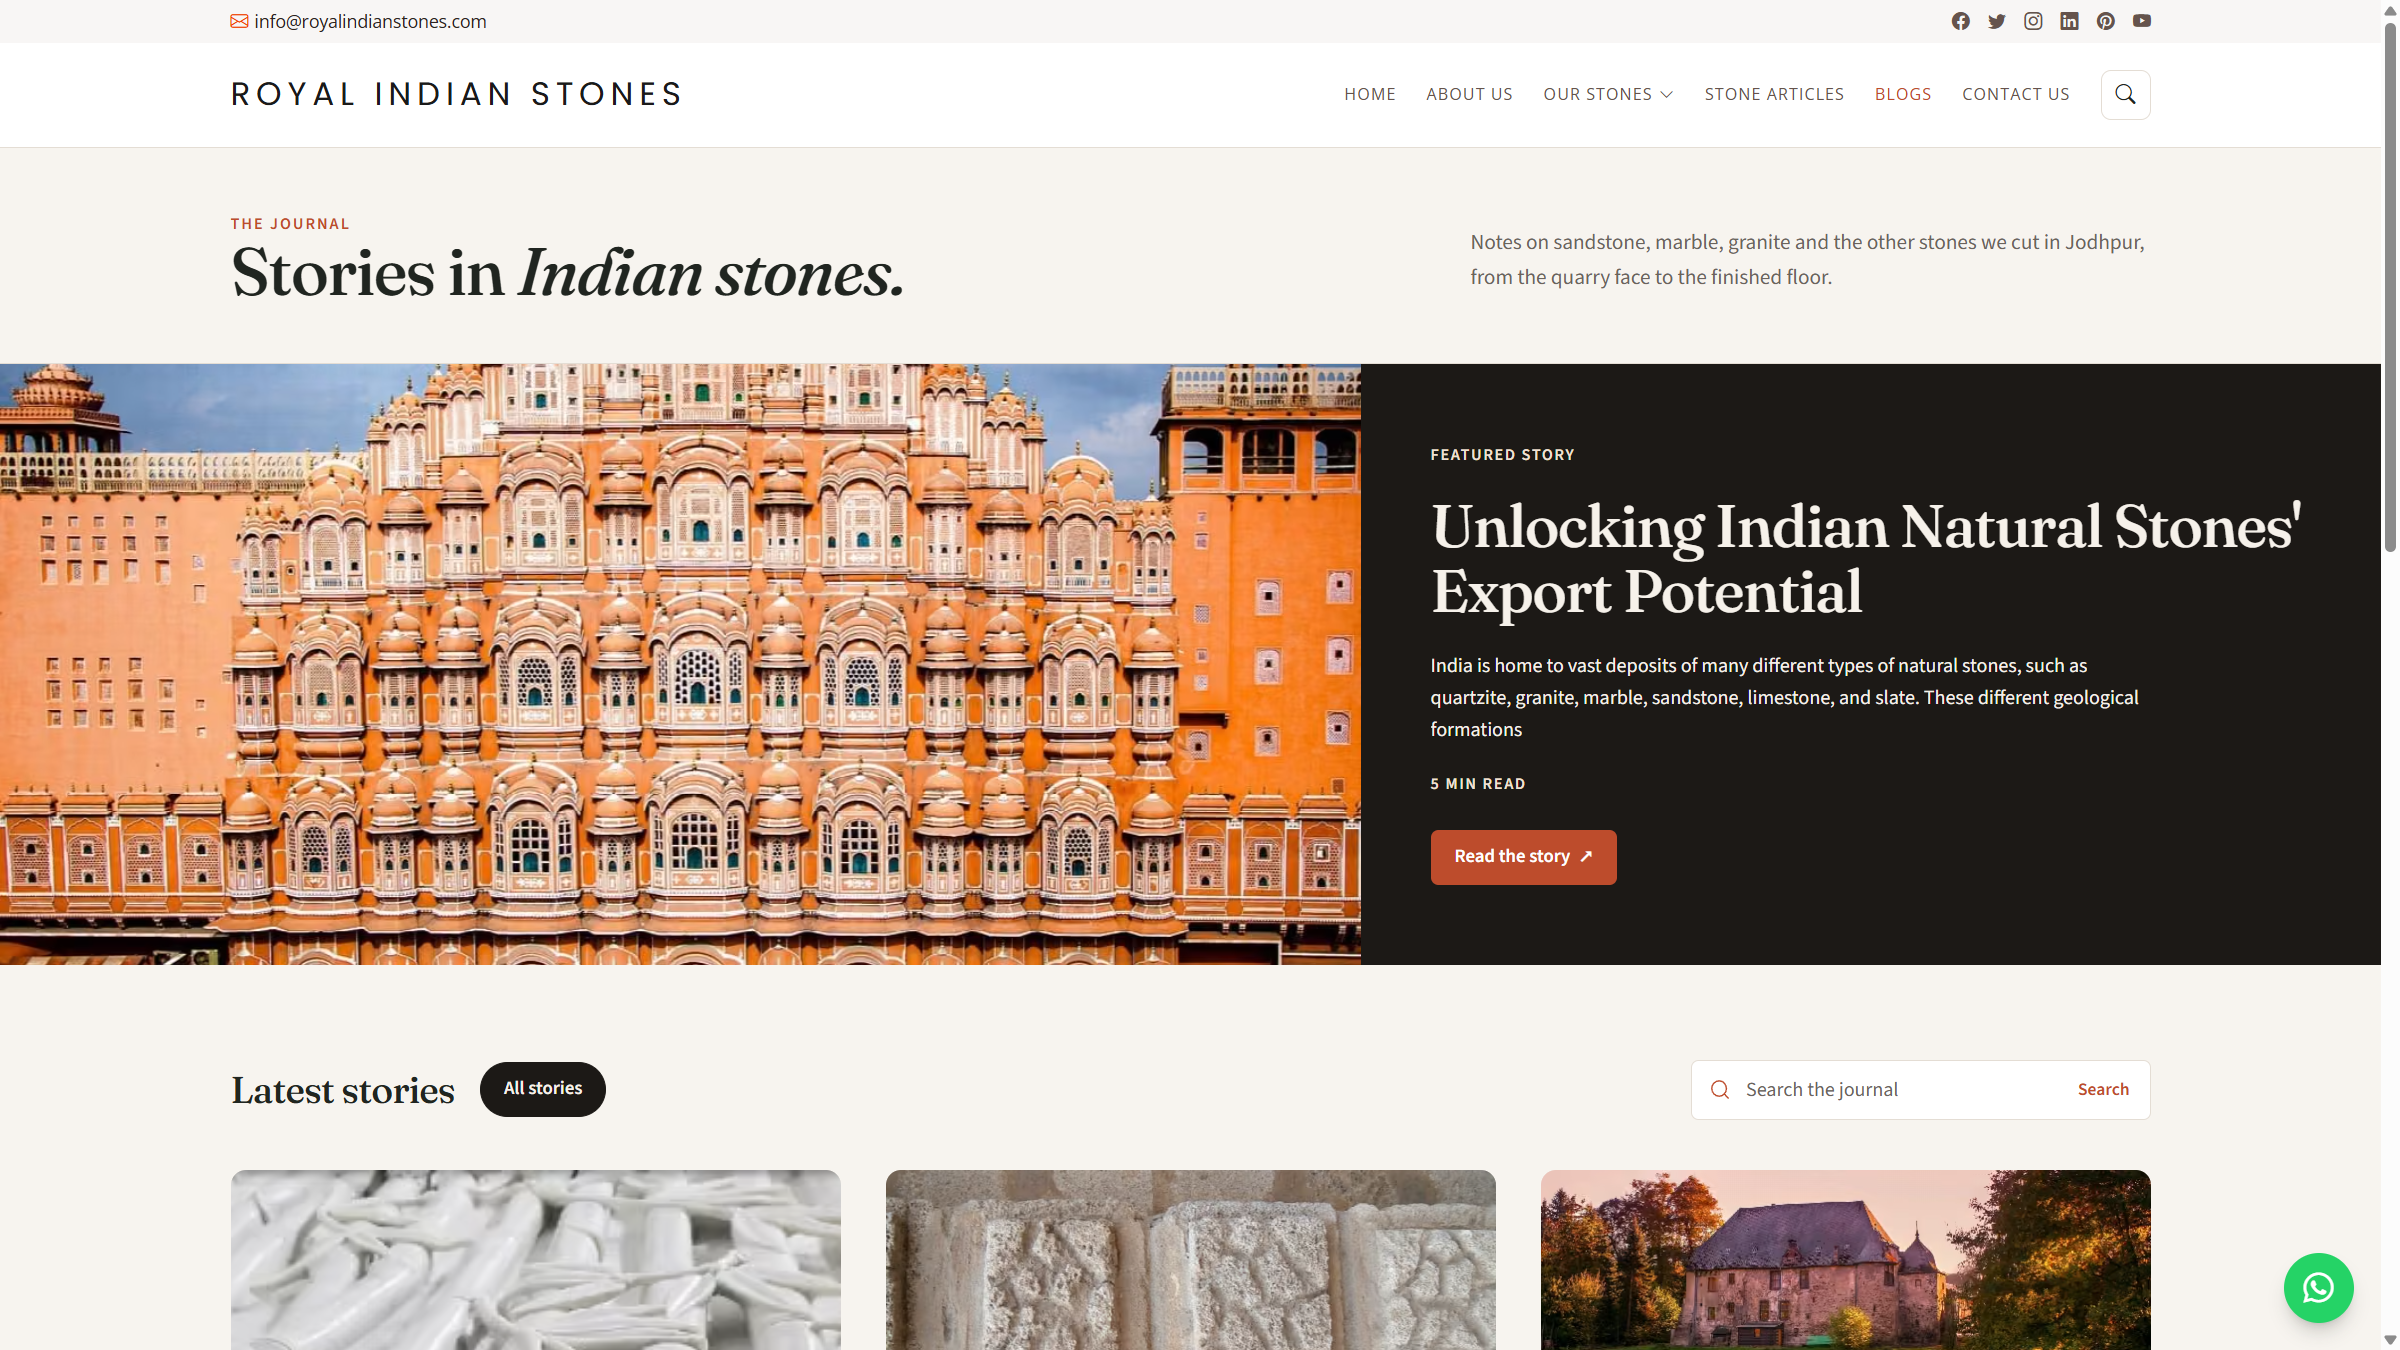 info@royalindianstones.com
ROYAL INDIAN STONES
HOME ABOUT US OUR STONES STONE ARTICLES BLOGS CONTACT US
THE JOURNAL
Stories in Indian stones.
Notes on sandstone, marble, granite and the other stones we cut in Jodhpur,
from the quarry face to the finished floor.
FEATURED STORY
Unlocking Indian Natural Stones'
Export Potential
India is home to vast deposits of many different types of natural stones, such as
quartzite, granite, marble, sandstone, limestone, and slate. These different geological
formations
5 MIN READ
Read the story ↗
Latest stories
All stories
Search the journal
Search